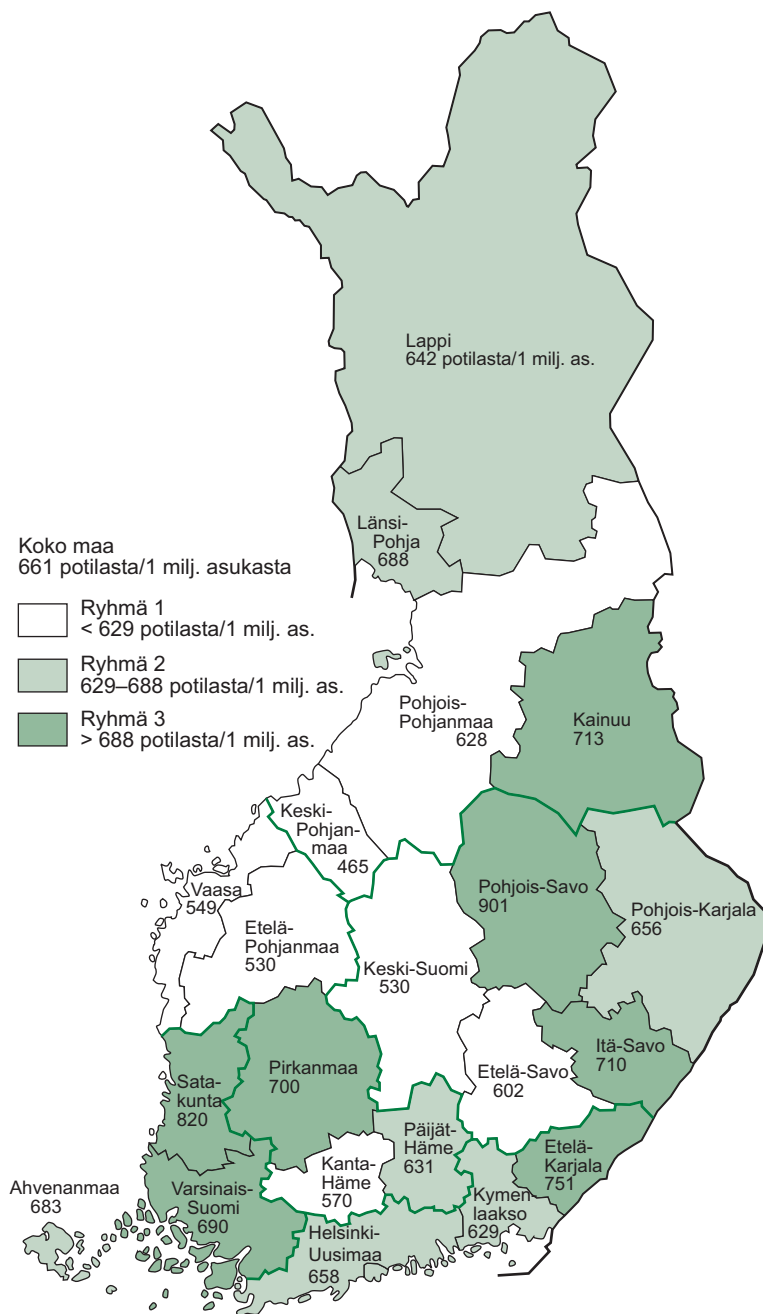 Lappi
642 potilasta/1 milj. as.
Länsi-
Pohja
688
Koko maa
661 potilasta/1 milj. asukasta
Ryhmä 1
< 629 potilasta/1 milj. as.
Ryhmä 2
629–688 potilasta/1 milj. as.
Ryhmä 3
> 688 potilasta/1 milj. as.
Pohjois-
Pohjanmaa
628
Kainuu
713
Keski-
Pohjan-
maa
465
Vaasa
549
Etelä-
Pohjanmaa
530
Keski-Suomi
530
Pohjois-Savo
901
Pohjois-Karjala
656
Itä-Savo
710
Etelä-Savo
602
Pirkanmaa
700
Sata-
kunta
820
Päijät-
Häme
631
Etelä-
Karjala
751
Kanta-
Häme
570
Kymen
laakso
629
Varsinais-
Suomi
690
Ahvenanmaa
683
Helsinki-
Uusimaa
658